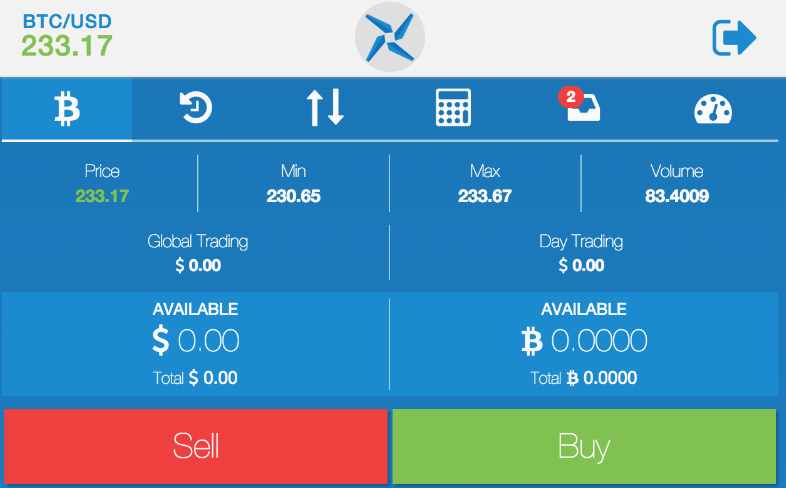 BTC/USD
233.17
2
Price Min Max Volume
233.17 230.65 233.67 83.4009
Global Trading Day Trading
$ 0.00 $ 0.00
AVAILABLE AVAILABLE
$ 0.00 ₿ 0.0000
Total $ 0.00 Total ₿ 0.0000
Sell Buy